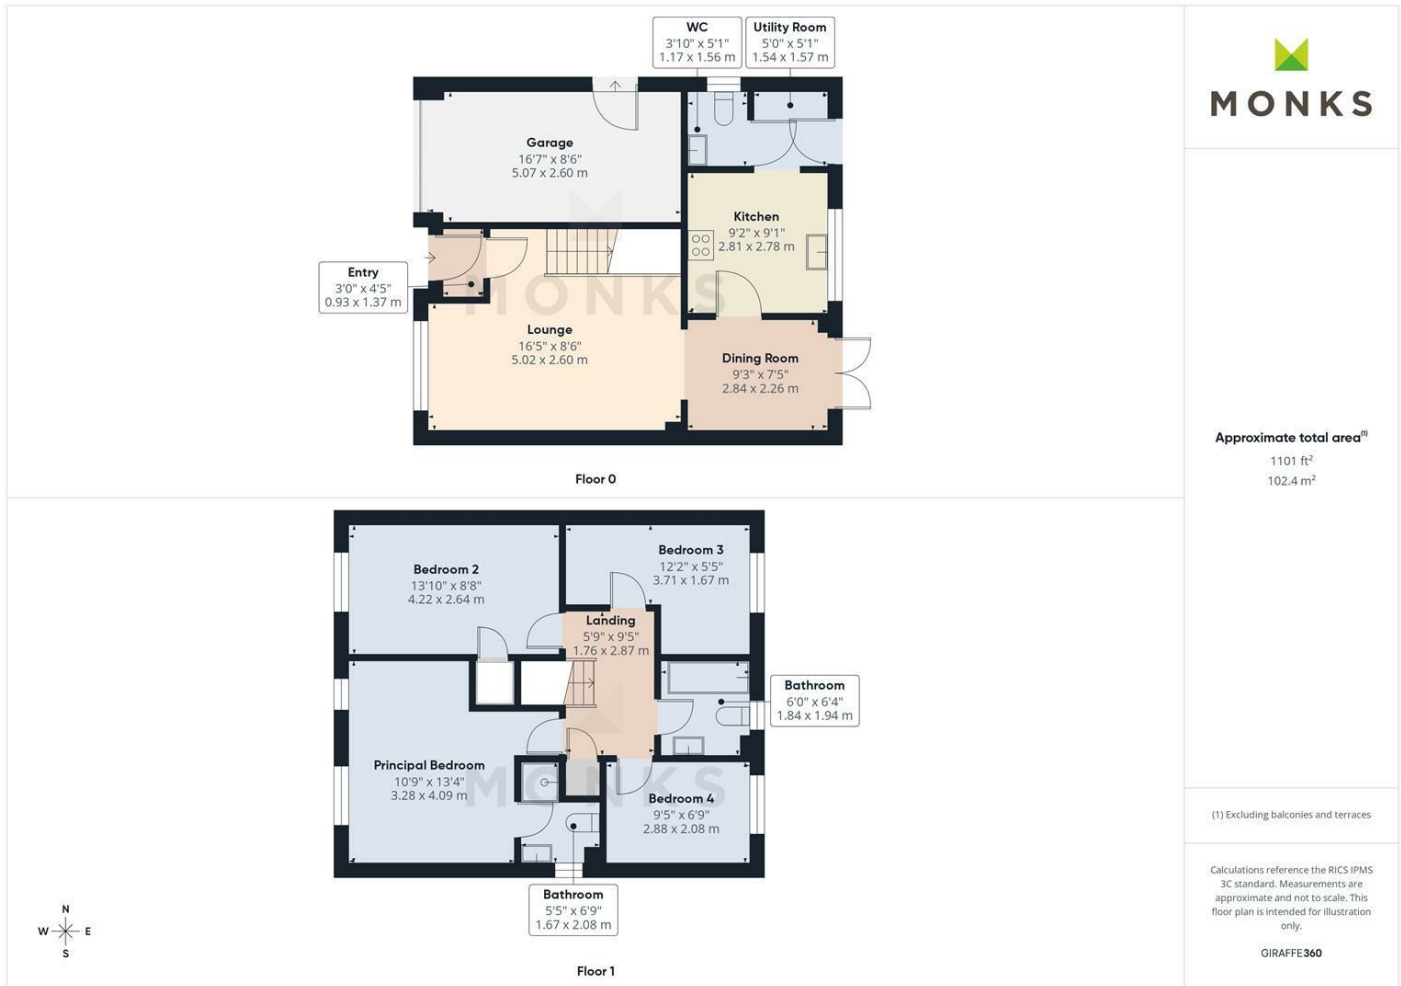 WC
3'10" x 5'1"
1.17 x 1.56 m
Utility Room
5'0" x 5'1"
1.54 x 1.57 m
Garage
16'7" x 8'6"
5.07 x 2.60 m
Kitchen
9'2" x 9'1"
2.81 x 2.78 m
Entry
3'0" x 4'5"
0.93 x 1.37 m
MONKS
Lounge
16'5" x 8'6"
5.02 x 2.60 m
Dining Room
9'3" x 7'5"
2.84 x 2.26 m
Floor 0
Bedroom 2
13'10" x 8'8"
4.22 x 2.64 m
Bedroom 3
12'2" x 5'5"
3.71 x 1.67 m
Landing
5'9" x 9'5"
1.76 x 2.87 m
Bathroom
6'0" x 6'4"
1.84 x 1.94 m
Principal Bedroom
10'9" x 13'4"
3.28 x 4.09 m
MONKS
Bedroom 4
9'5" x 6'9"
2.88 x 2.08 m
Bathroom
5'5" x 6'9"
1.67 x 2.08 m
N
W E
S
Floor 1
MONKS
Approximate total area(1)
1101 ft²
102.4 m²
(1) Excluding balconies and terraces
Calculations reference the RICS IPMS
3C standard. Measurements are
approximate and not to scale. This
floor plan is intended for illustration
only.
GIRAFFE360